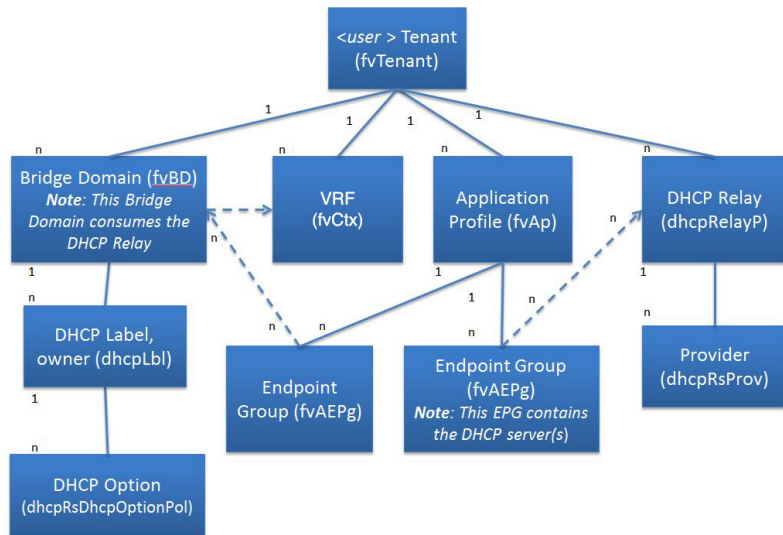 <user > Tenant
(fvTenant)
1
1
1
1
n
n
n
n
Bridge Domain (fvBD)
Note: This Bridge
Domain consumes the
DHCP Relay
VRF
(fvCtx)
Application
Profile (fvAp)
DHCP Relay
(dhcpRelayP)
n
n
1
1
1
1
n
n
n
n
n
n
DHCP Label,
owner (dhcpLbl)
Endpoint
Group (fvAEPg)
Endpoint Group
(fvAEPg)
Note: This EPG contains
the DHCP server(s)
Provider
(dhcpRsProv)
1
n
DHCP Option
(dhcpRsDhcpOptionPol)